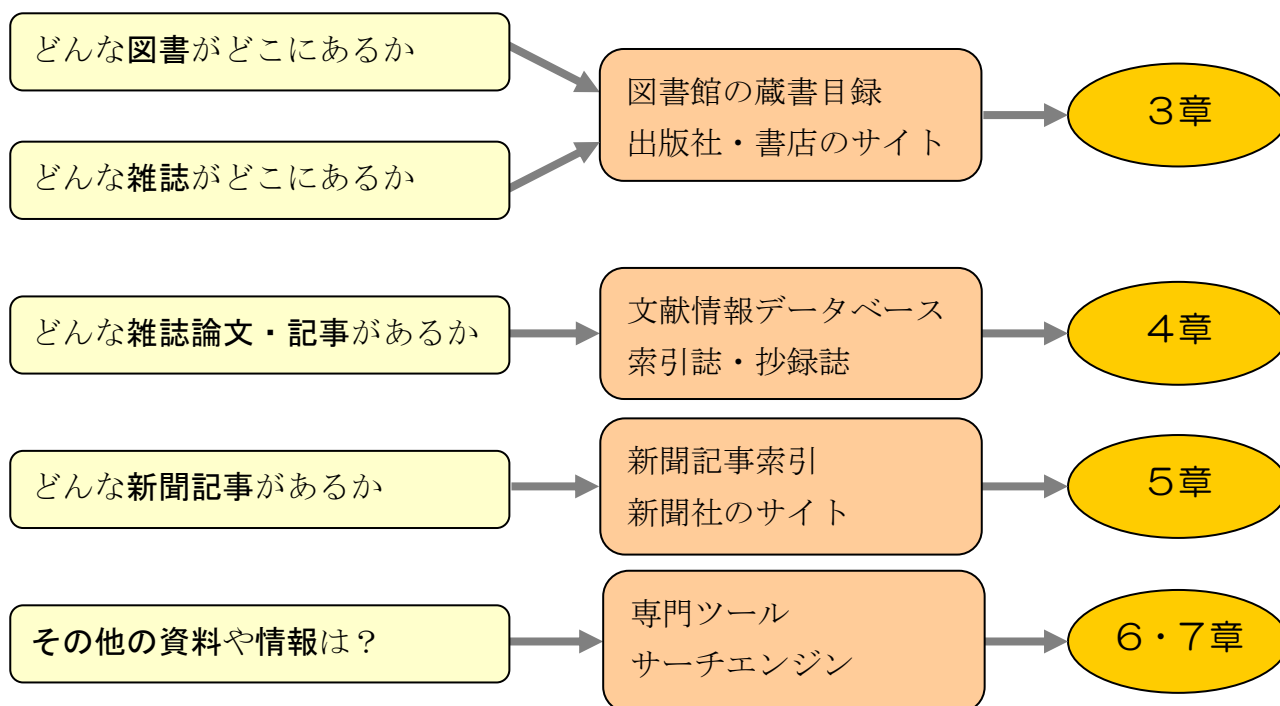 どんな図書がどこにあるか
どんな雑誌がどこにあるか
図書館の蔵書目録
出版社・書店のサイト
３章
どんな雑誌論文・記事があるか
文献情報データベース
索引誌・抄録誌
４章
どんな新聞記事があるか
新聞記事索引
新聞社のサイト
５章
その他の資料や情報は？
専門ツール
サーチエンジン
６・７章